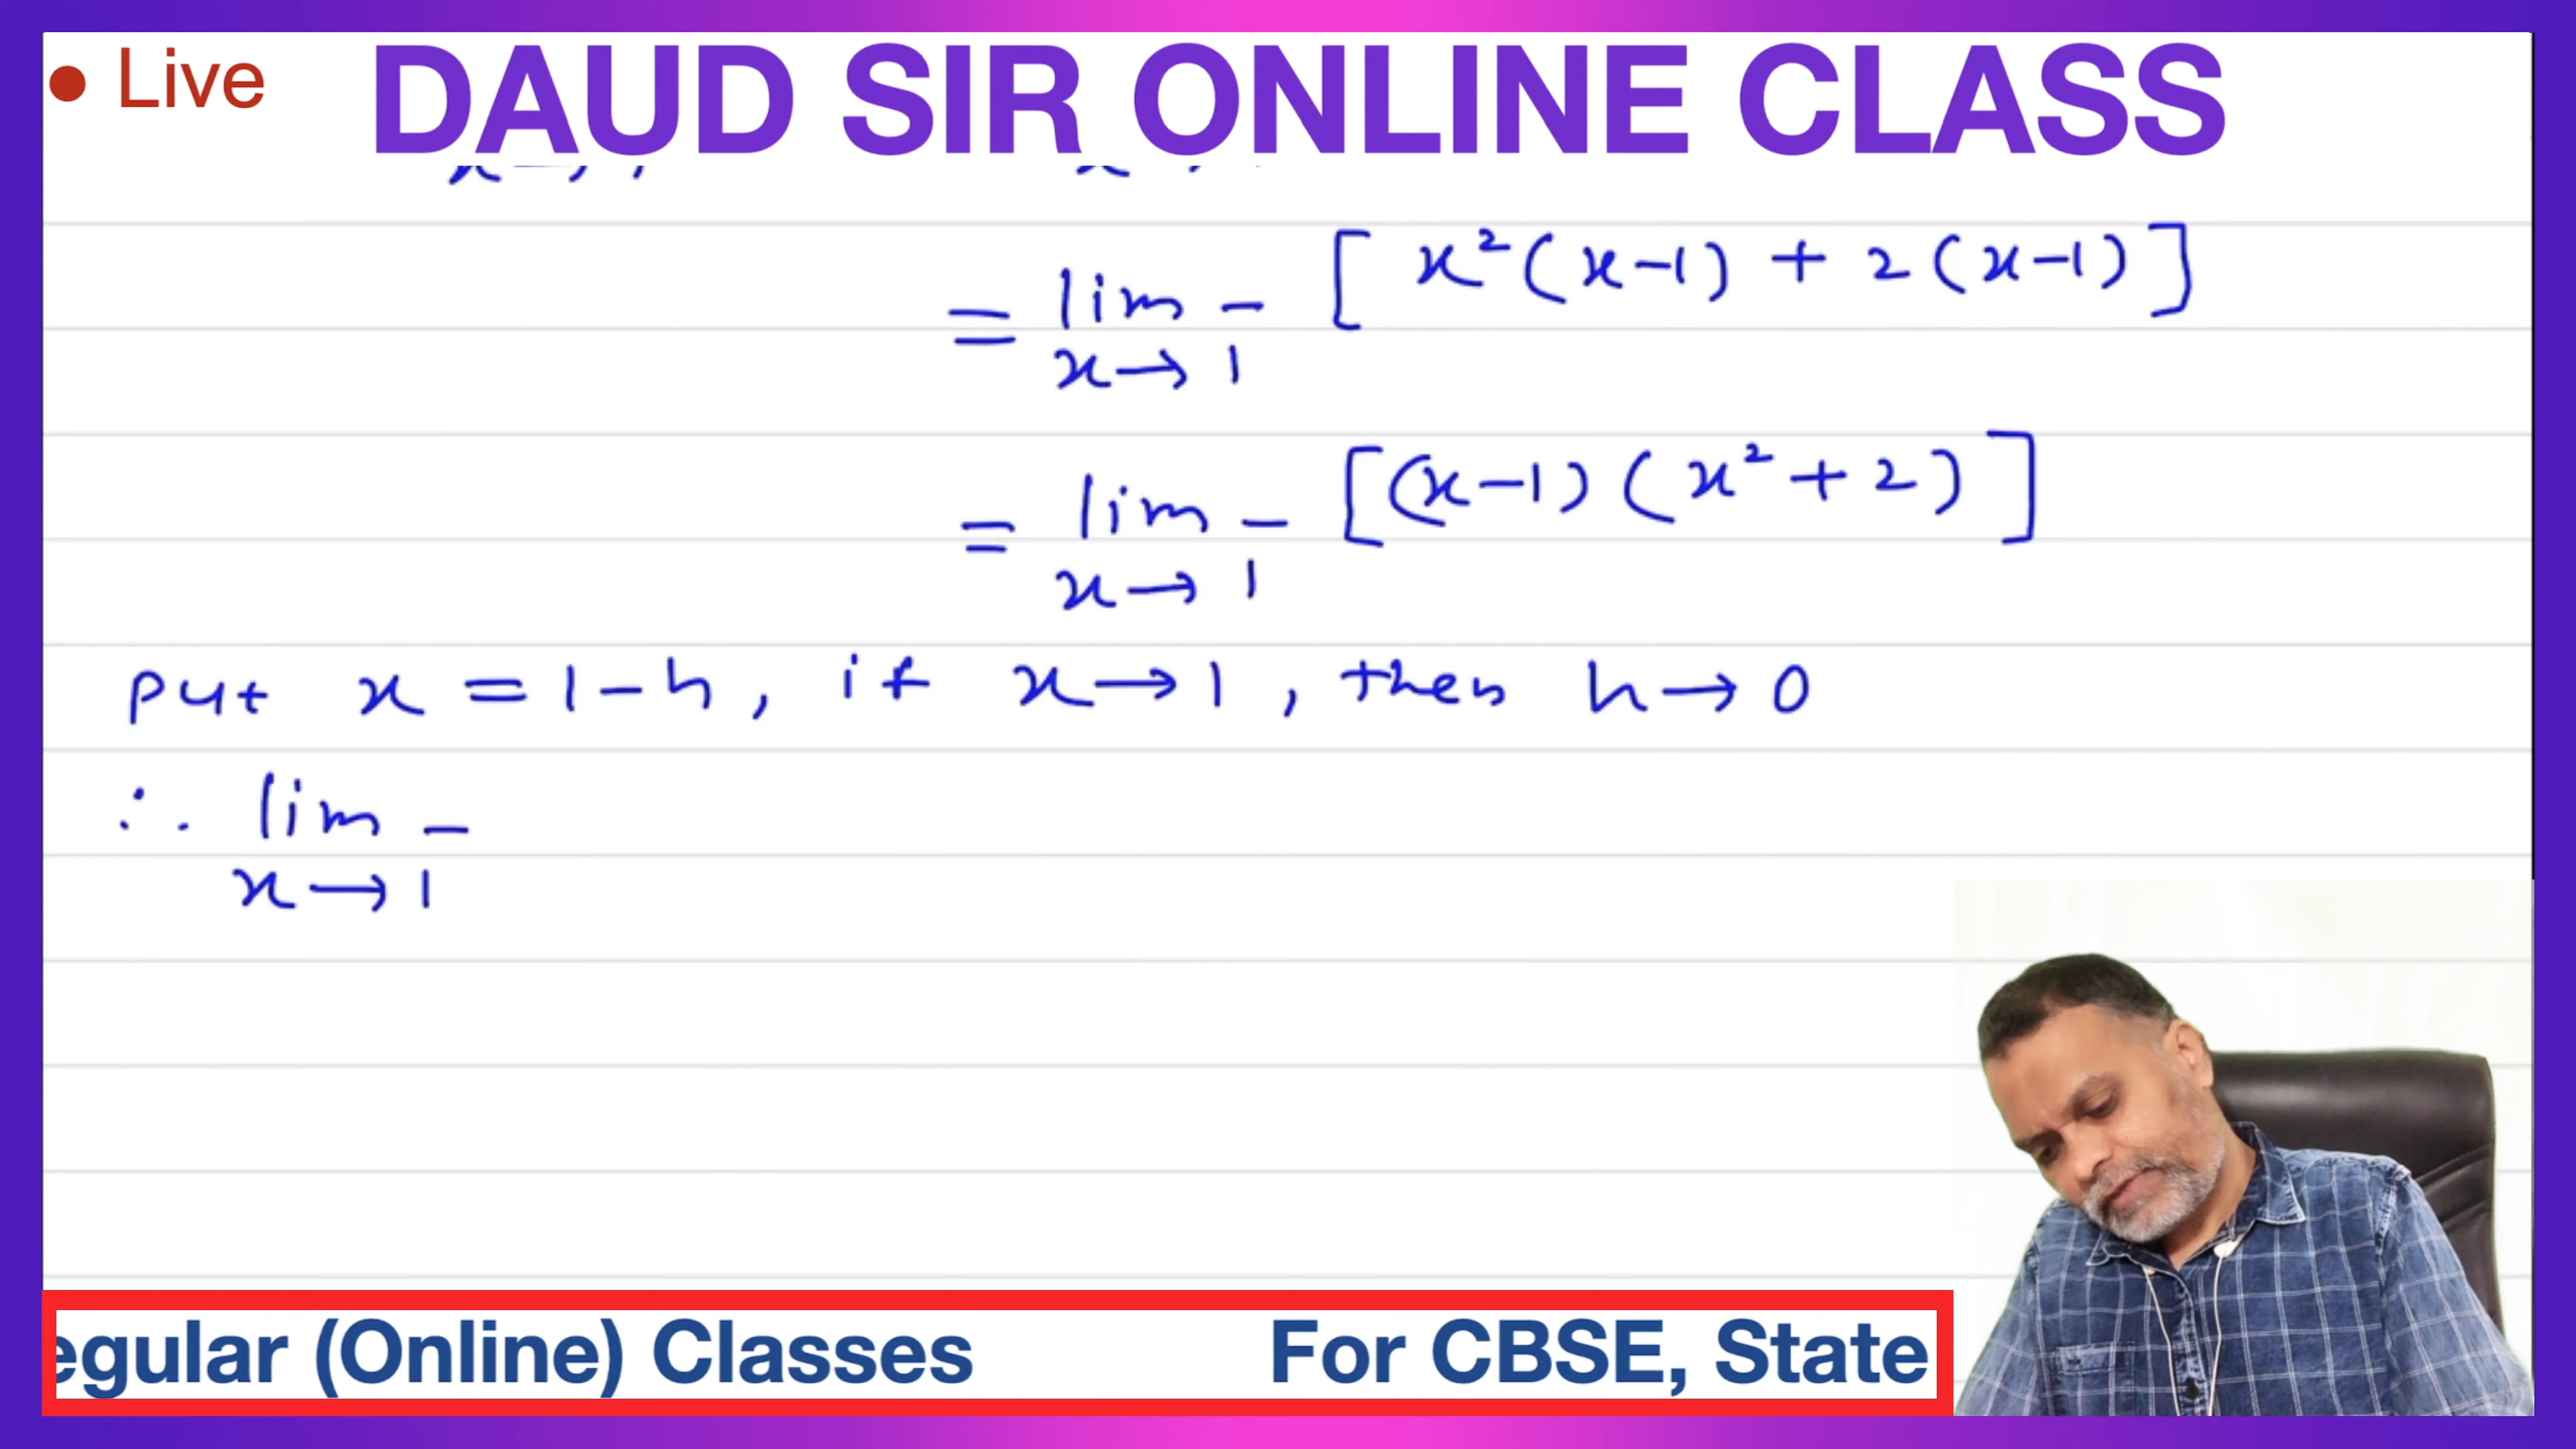 • Live
DAUD SIR ONLINE CLASS
= lim - [ x²(x-1) + 2(x-1) ]
x→1
= lim - [(x-1)(x²+2)]
x→1
put x = 1-h, if x→1, then h→0
∴ lim -
x→1
egular (Online) Classes For CBSE, State